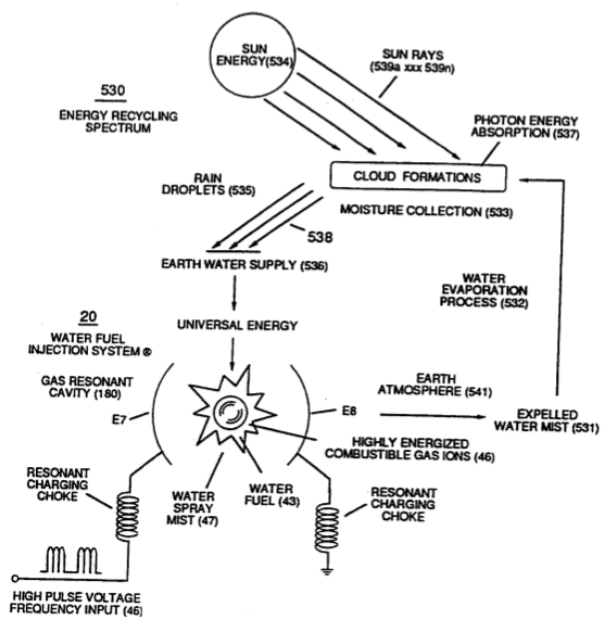 SUN
ENERGY(534)
SUN RAYS
(539a xxx 539n)
530
ENERGY RECYCLING
SPECTRUM
PHOTON ENERGY
ABSORPTION (537)
RAIN
DROPLETS (535)
CLOUD FORMATIONS
MOISTURE COLLECTION (533)
538
EARTH WATER SUPPLY (536)
WATER
EVAPORATION
PROCESS (532)
20
UNIVERSAL ENERGY
WATER FUEL
INJECTION SYSTEM ®
GAS RESONANT
CAVITY (180)
EARTH
ATMOSPHERE (541)
E7
E8
EXPELLED
WATER MIST (531)
HIGHLY ENERGIZED
COMBUSTIBLE GAS IONS (46)
RESONANT
CHARGING
CHOKE
WATER
SPRAY
MIST (47)
WATER
FUEL (43)
RESONANT
CHARGING
CHOKE
HIGH PULSE VOLTAGE
FREQUENCY INPUT (46)